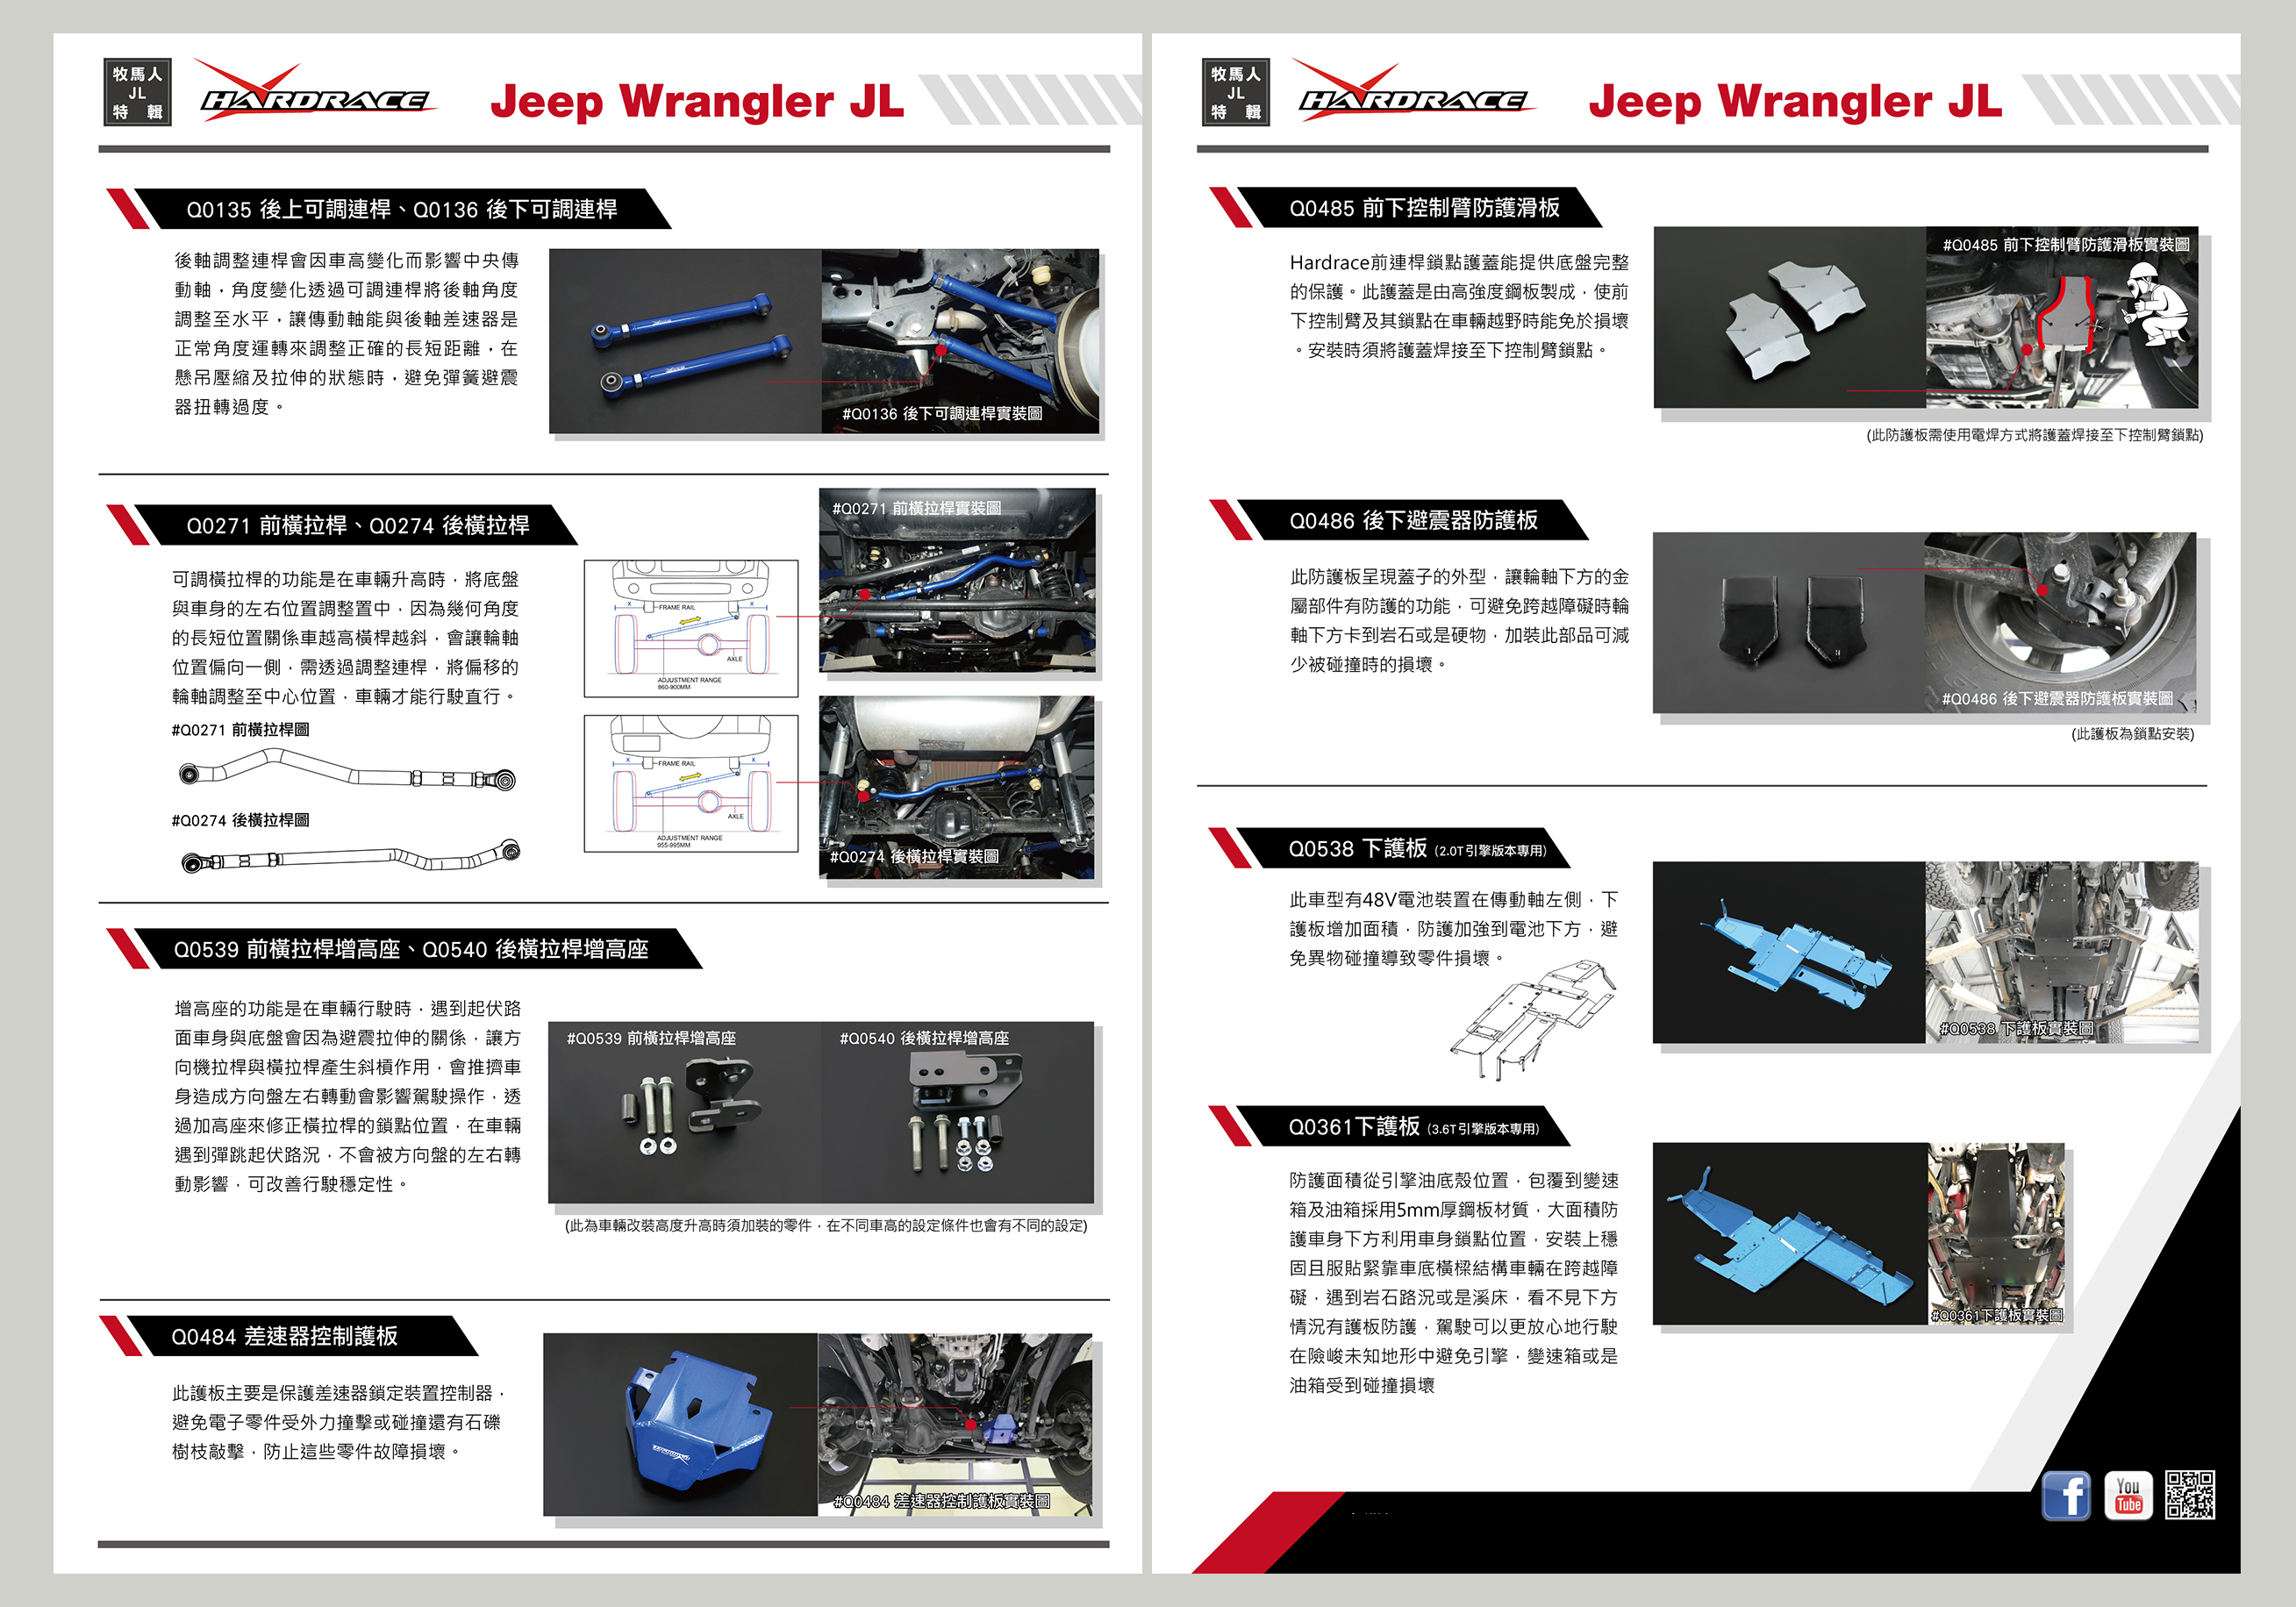 牧馬人
JL
特 輯
HARDRACE
Jeep Wrangler JL
Q0135 後上可調連桿、Q0136 後下可調連桿
後軸調整連桿會因車高變化而影響中央傳
動軸，角度變化透過可調連桿將後軸角度
調整至水平，讓傳動軸能與後軸差速器是
正常角度運轉來調整正確的長短距離，在
懸吊壓縮及拉伸的狀態時，避免彈簧避震
器扭轉過度。
#Q0136 後下可調連桿實裝圖
Q0271 前橫拉桿、Q0274 後橫拉桿
可調橫拉桿的功能是在車輛升高時，將底盤
與車身的左右位置調整置中，因為幾何角度
的長短位置關係車越高橫桿越斜，會讓輪軸
位置偏向一側，需透過調整連桿，將偏移的
輪軸調整至中心位置，車輛才能行駛直行。
#Q0271 前橫拉桿圖
#Q0274 後橫拉桿圖
X
FRAME RAIL
X
AXLE
ADJUSTMENT RANGE
860-900MM
X
FRAME RAIL
X
AXLE
ADJUSTMENT RANGE
955-995MM
#Q0271 前橫拉桿實裝圖
#Q0274 後橫拉桿實裝圖
Q0539 前橫拉桿增高座、Q0540 後橫拉桿增高座
增高座的功能是在車輛行駛時，遇到起伏路
面車身與底盤會因為避震拉伸的關係，讓方
向機拉桿與橫拉桿產生斜槓作用，會推擠車
身造成方向盤左右轉動會影響駕駛操作，透
過加高座來修正橫拉桿的鎖點位置，在車輛
遇到彈跳起伏路況，不會被方向盤的左右轉
動影響，可改善行駛穩定性。
#Q0539 前橫拉桿增高座
#Q0540 後橫拉桿增高座
(此為車輛改裝高度升高時須加裝的零件，在不同車高的設定條件也會有不同的設定)
Q0484 差速器控制護板
此護板主要是保護差速器鎖定裝置控制器，
避免電子零件受外力撞擊或碰撞還有石礫
樹枝敲擊，防止這些零件故障損壞。
HARDRACE
#Q0484 差速器控制護板實裝圖
牧馬人
JL
特 輯
HARDRACE
Jeep Wrangler JL
Q0485 前下控制臂防護滑板
Hardrace前連桿鎖點護蓋能提供底盤完整
的保護。此護蓋是由高強度鋼板製成，使前
下控制臂及其鎖點在車輛越野時能免於損壞
。安裝時須將護蓋焊接至下控制臂鎖點。
#Q0485 前下控制臂防護滑板實裝圖
(此防護板需使用電焊方式將護蓋焊接至下控制臂鎖點)
Q0486 後下避震器防護板
此防護板呈現蓋子的外型，讓輪軸下方的金
屬部件有防護的功能，可避免跨越障礙時輪
軸下方卡到岩石或是硬物，加裝此部品可減
少被碰撞時的損壞。
#Q0486 後下避震器防護板實裝圖
(此護板為鎖點安裝)
Q0538 下護板 (2.0T引擎版本專用)
此車型有48V電池裝置在傳動軸左側，下
護板增加面積，防護加強到電池下方，避
免異物碰撞導致零件損壞。
#Q0538 下護板實裝圖
Q0361下護板 (3.6T引擎版本專用)
防護面積從引擎油底殼位置，包覆到變速
箱及油箱採用5mm厚鋼板材質，大面積防
護車身下方利用車身鎖點位置，安裝上穩
固且服貼緊靠車底橫樑結構車輛在跨越障
礙，遇到岩石路況或是溪床，看不見下方
情況有護板防護，駕駛可以更放心地行駛
在險峻未知地形中避免引擎，變速箱或是
油箱受到碰撞損壞
#Q0361下護板實裝圖
f
You
Tube